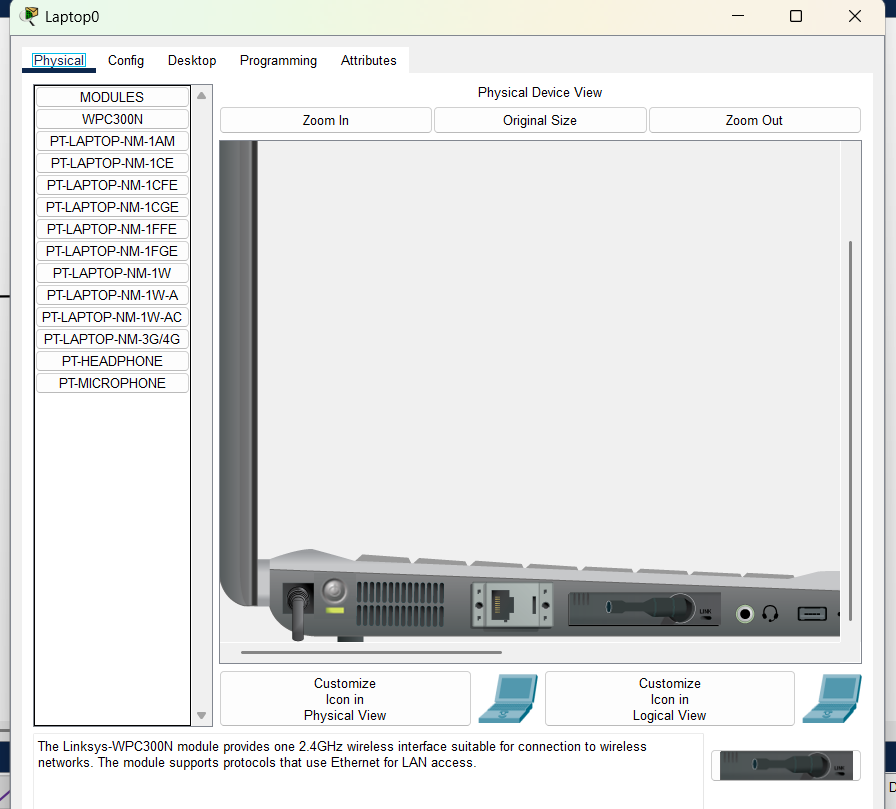 Laptop0
Physical Config Desktop Programming Attributes
MODULES
WPC300N
PT-LAPTOP-NM-1AM
PT-LAPTOP-NM-1CE
PT-LAPTOP-NM-1CFE
PT-LAPTOP-NM-1CGE
PT-LAPTOP-NM-1FFE
PT-LAPTOP-NM-1FGE
PT-LAPTOP-NM-1W
PT-LAPTOP-NM-1W-A
PT-LAPTOP-NM-1W-AC
PT-LAPTOP-NM-3G/4G
PT-HEADPHONE
PT-MICROPHONE
Physical Device View
Zoom In Original Size Zoom Out
LINK
Customize
Icon in
Physical View
Customize
Icon in
Logical View
The Linksys-WPC300N module provides one 2.4GHz wireless interface suitable for connection to wireless
networks. The module supports protocols that use Ethernet for LAN access.
LINK